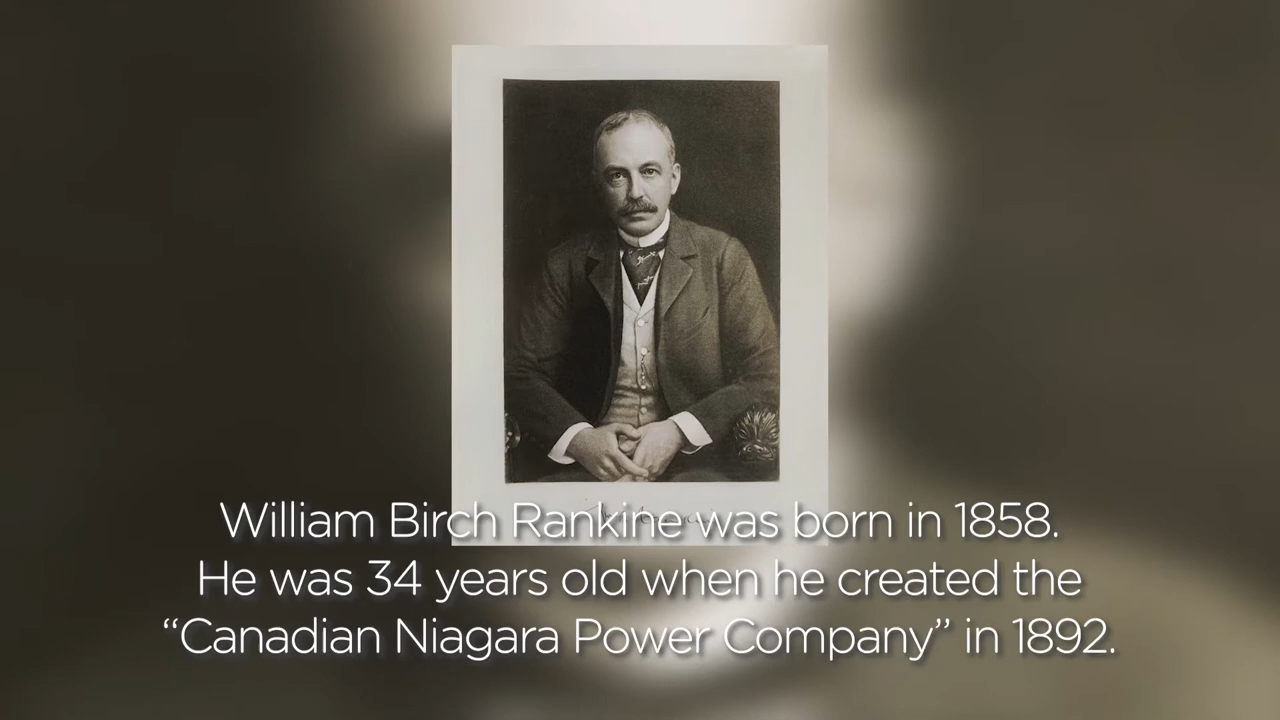 William Birch Rankine was born in 1858.
He was 34 years old when he created the
“Canadian Niagara Power Company” in 1892.